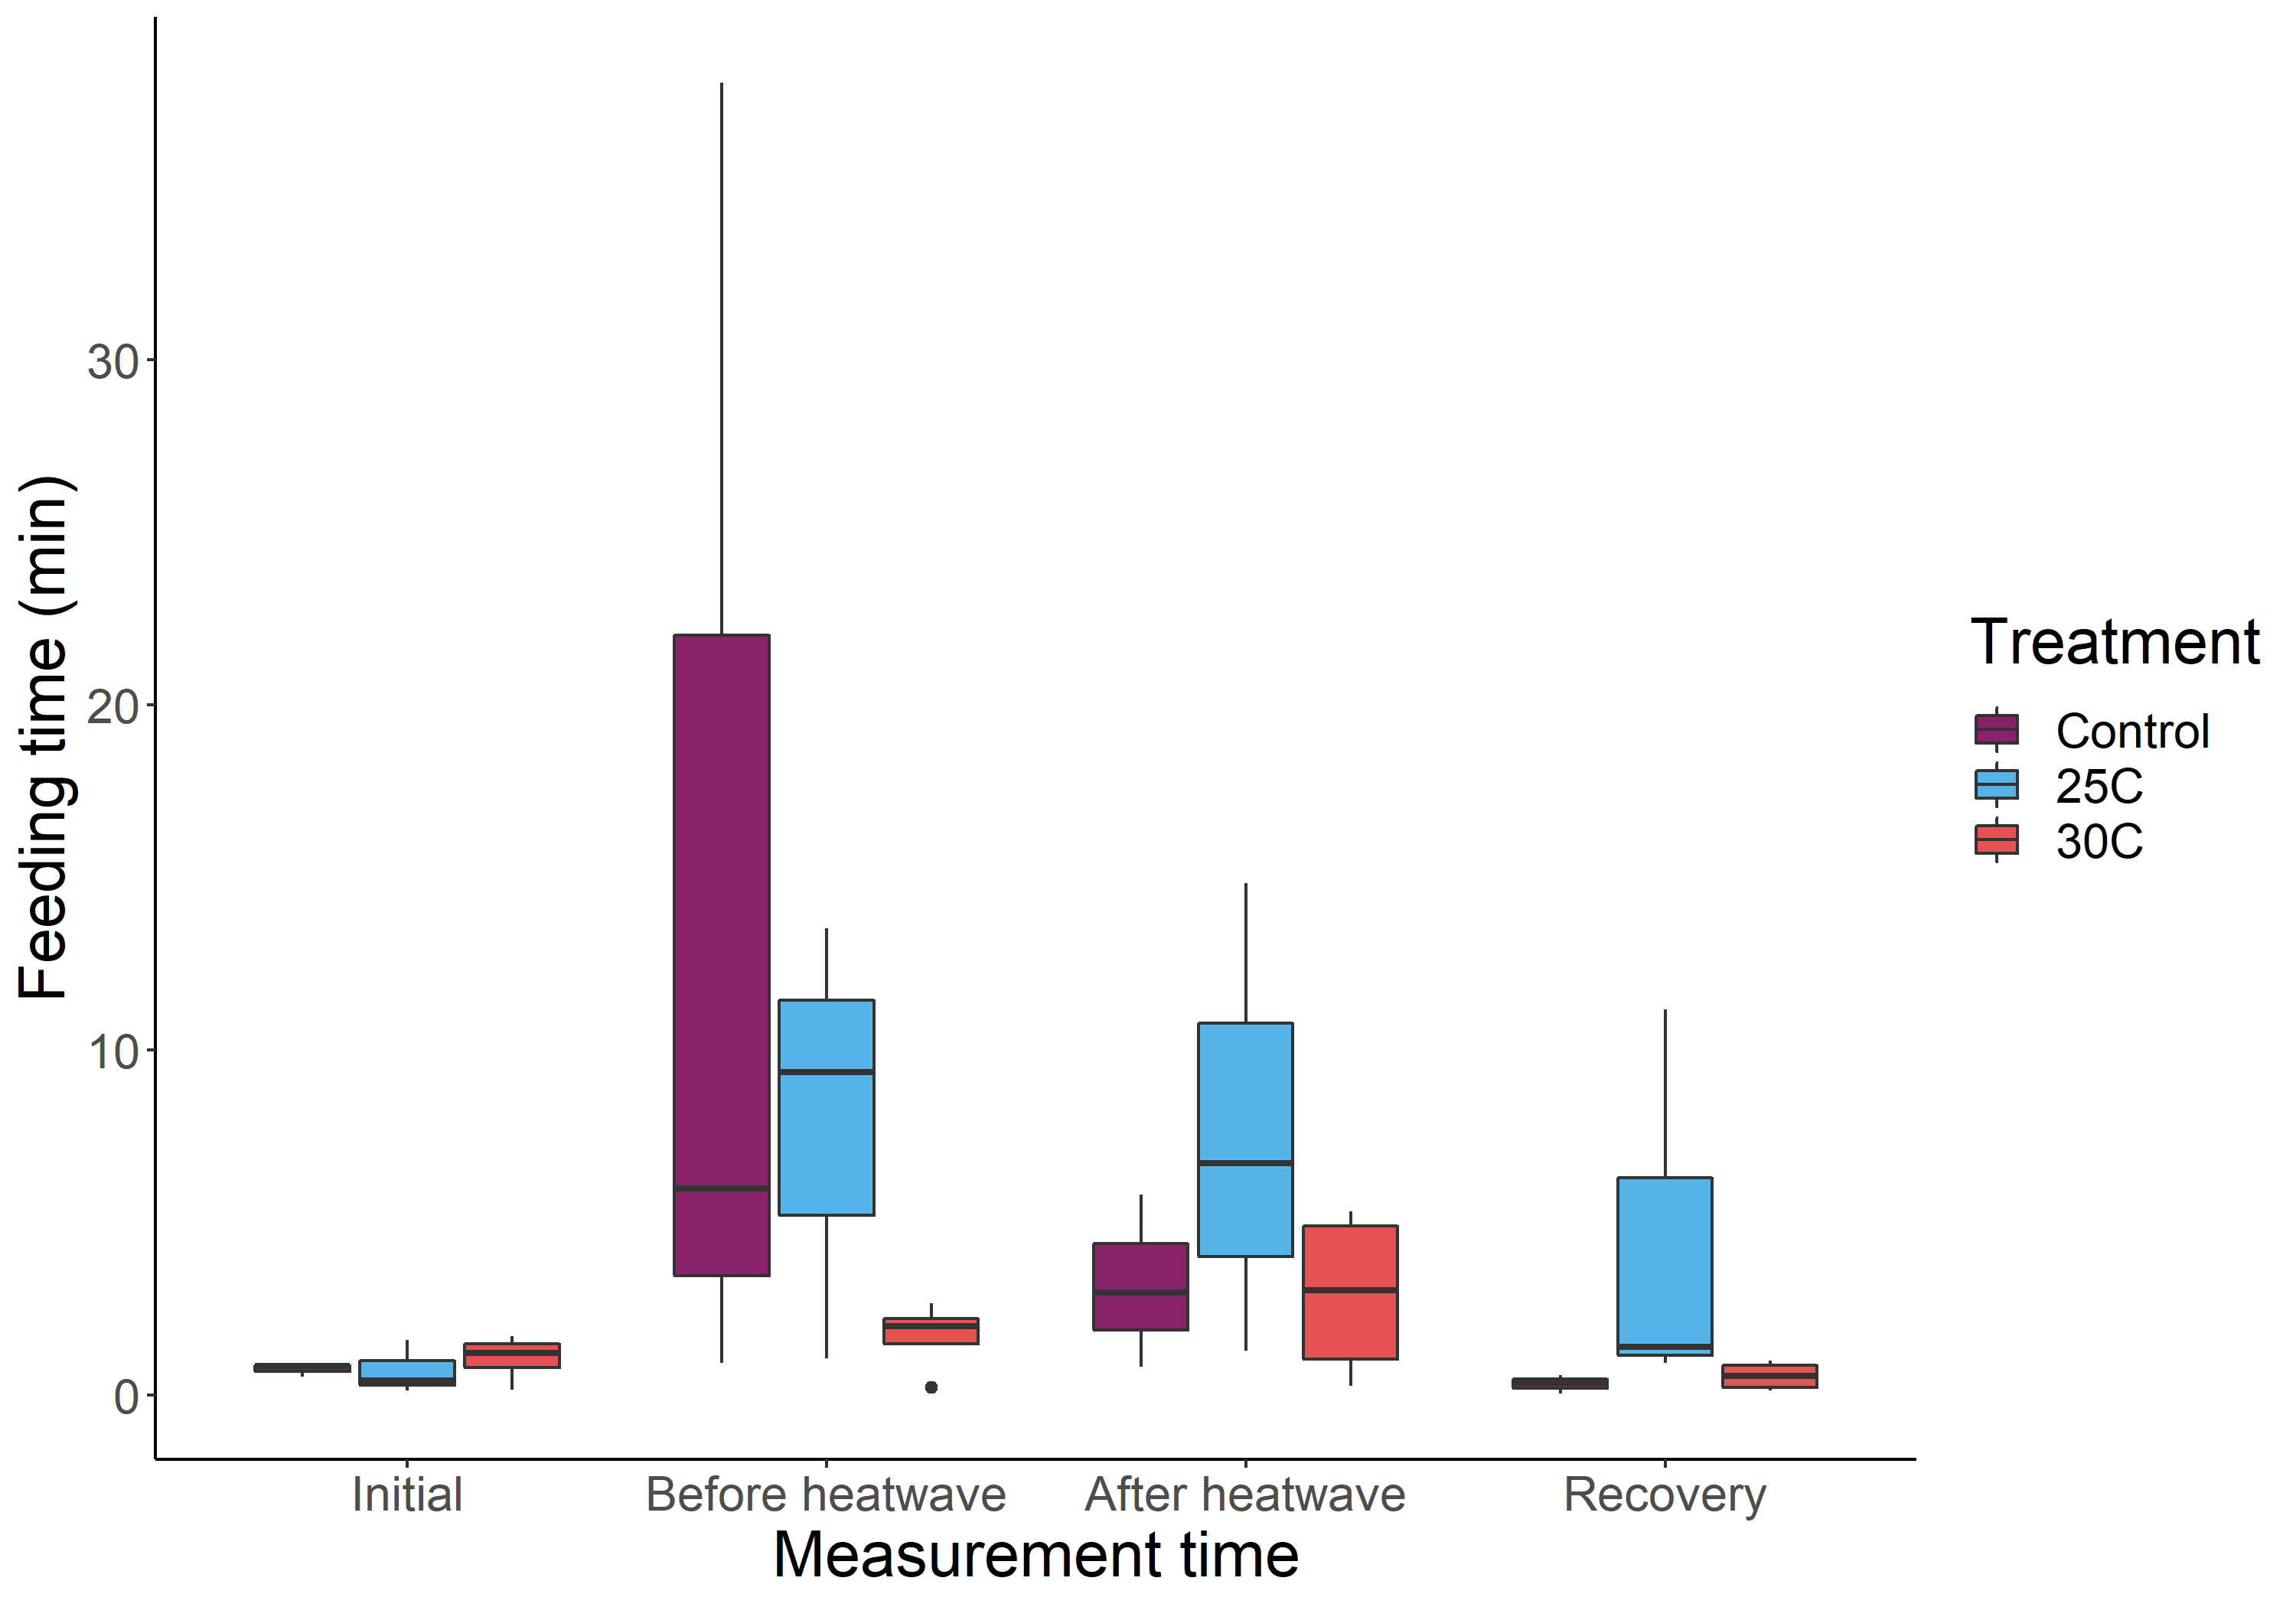 Feeding time (min)
30
20
10
0
Initial
Before heatwave
After heatwave
Recovery
Measurement time
Treatment
Control
25C
30C